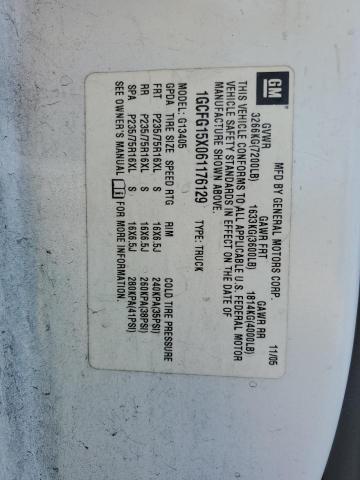 GM
MFD BY GENERAL MOTORS CORP. 11/05
GVWR GAWR FRT GAWR RR
3266KG(7200LB) 1633KG(3600LB) 1814KG(4000LB)
THIS VEHICLE CONFORMS TO ALL APPLICABLE U.S. FEDERAL MOTOR
VEHICLE SAFETY STANDARDS IN EFFECT ON THE DATE OF
MANUFACTURE SHOWN ABOVE.
1GCFG15X061176129 TYPE: TRUCK
MODEL: G13405
GPDA TIRE SIZE SPEED RTG RIM COLD TIRE PRESSURE
FRT P235/75R16XL S 16X6.5J 240KPA(35PSI)
RR P235/75R16XL S 16X6.5J 260KPA(38PSI)
SPA P235/75R16XL S 16X6.5J 280KPA(41PSI)
SEE OWNER'S MANUAL FOR MORE INFORMATION.